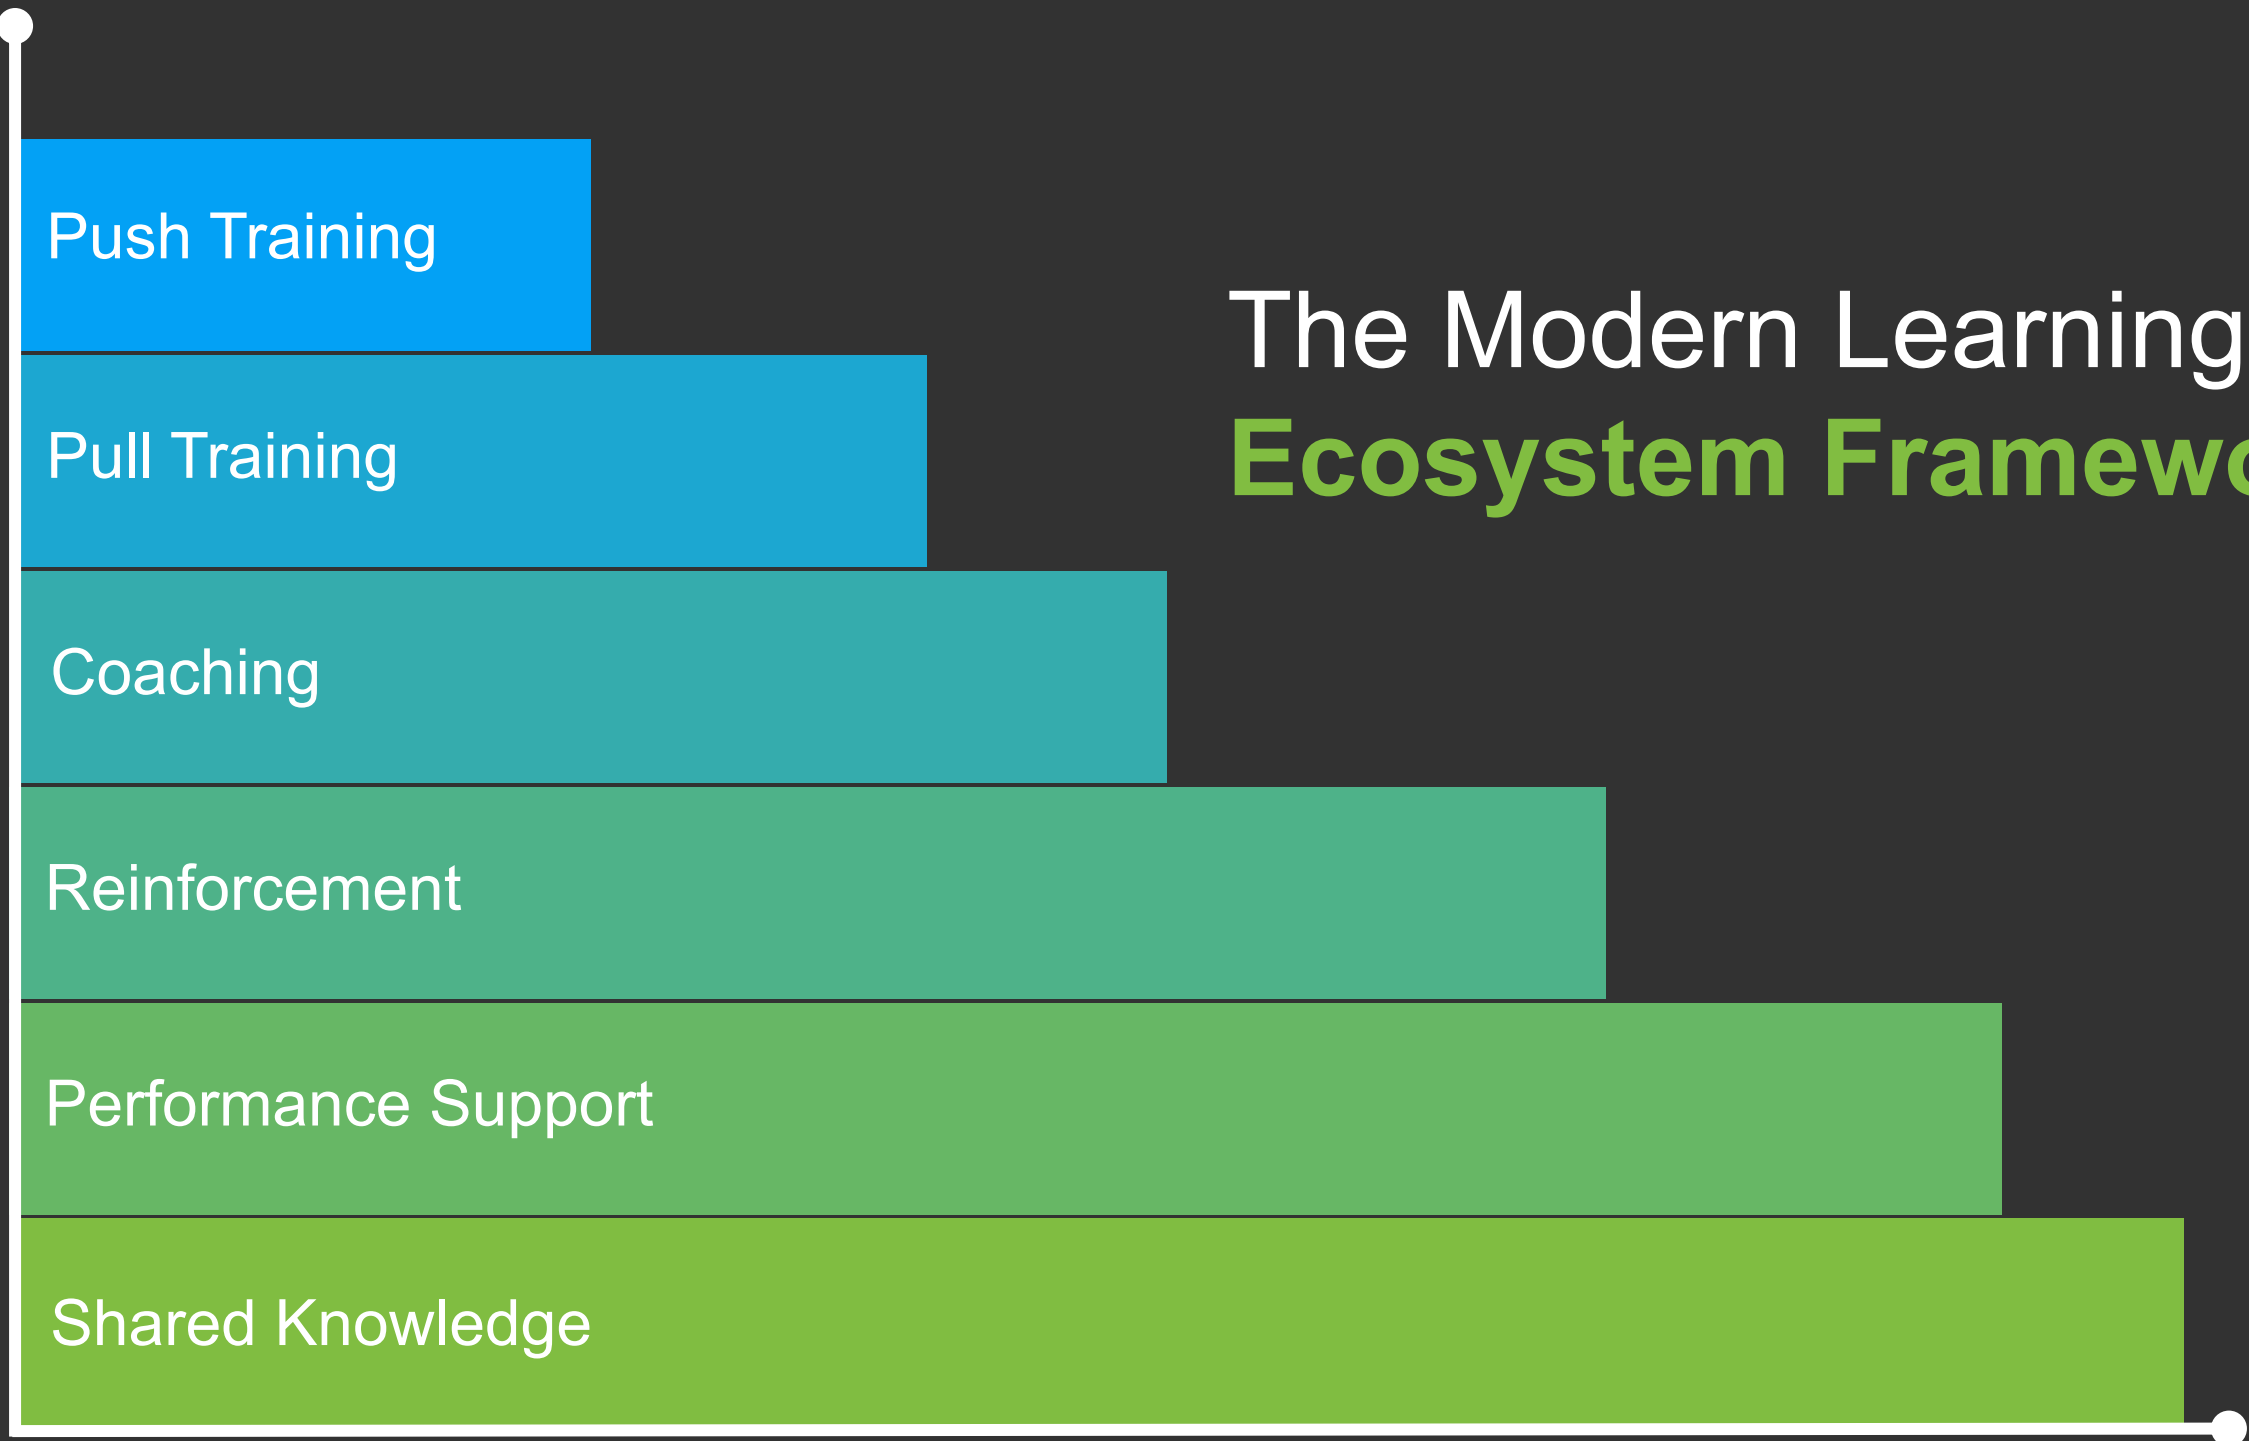 Push Training
The Modern Learning
Ecosystem
Pull Training
Coaching
Reinforcement
Performance Support
Shared Knowledge